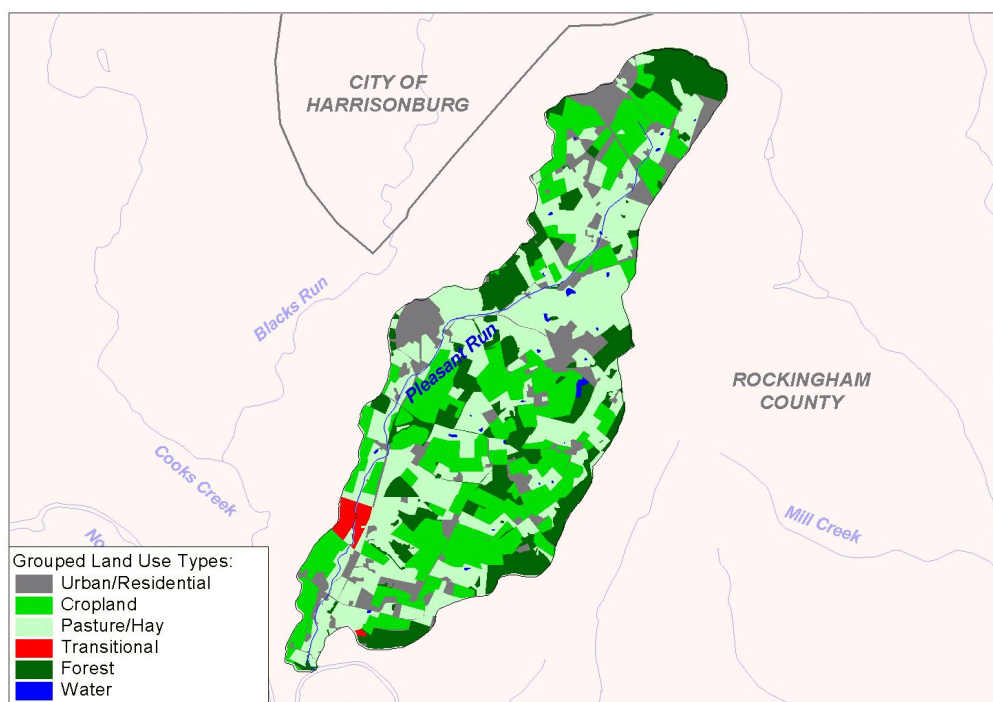 CITY OF
HARRISONBURG
Blacks Run
Pleasant Run
ROCKINGHAM
COUNTY
Cooks Creek
Mill Creek
Grouped Land Use Types:
Urban/Residential
Cropland
Pasture/Hay
Transitional
Forest
Water